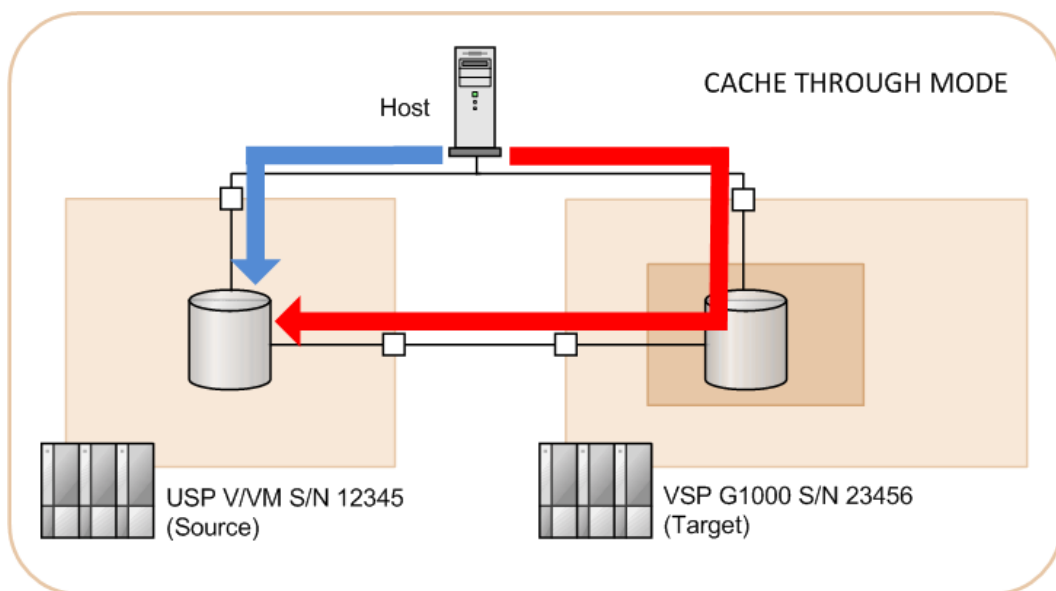 CACHE THROUGH MODE
Host
USP V/VM S/N 12345
(Source)
VSP G1000 S/N 23456
(Target)